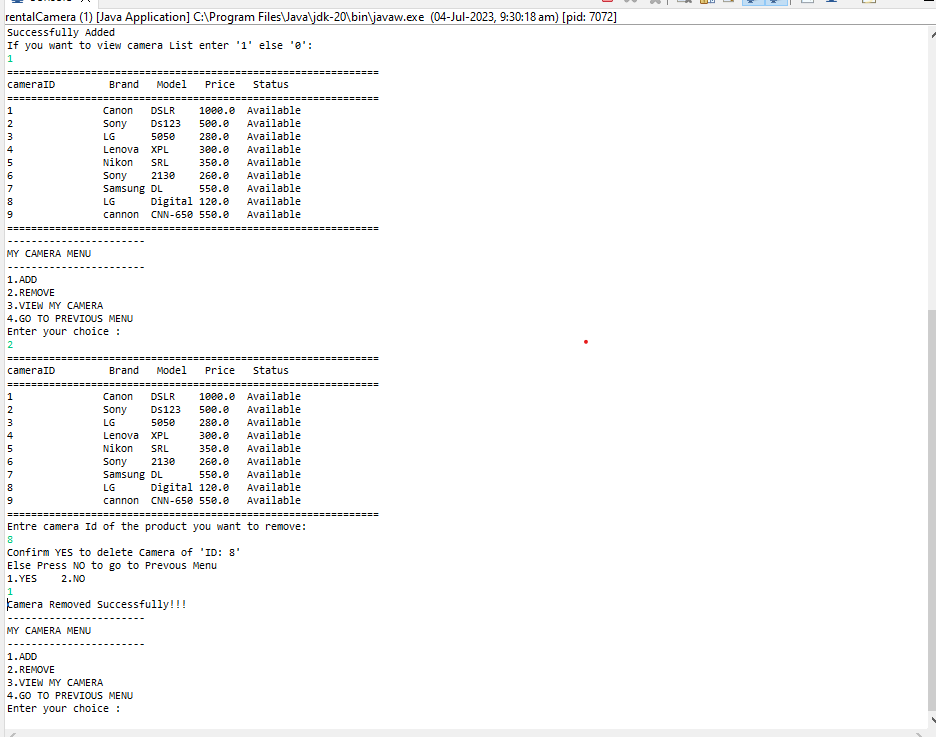 rentalCamera (1) [Java Application] C:\Program Files\Java\jdk-20\bin\javaw.exe (04-Jul-2023, 9:30:18 am) [pid: 7072]
Successfully Added
If you want to view camera List enter '1' else '0':
1
==============================================================
cameraID         Brand   Model   Price   Status
==============================================================
1               Canon   DSLR    1000.0  Available
2               Sony    Ds123   500.0   Available
3               LG      5050    280.0   Available
4               Lenova  XPL     300.0   Available
5               Nikon   SRL     350.0   Available
6               Sony    2130    260.0   Available
7               Samsung DL      550.0   Available
8               LG      Digital 120.0   Available
9               cannon  CNN-650 550.0   Available
==============================================================
-----------------------
MY CAMERA MENU
-----------------------
1.ADD
2.REMOVE
3.VIEW MY CAMERA
4.GO TO PREVIOUS MENU
Enter your choice :
2
==============================================================
cameraID         Brand   Model   Price   Status
==============================================================
1               Canon   DSLR    1000.0  Available
2               Sony    Ds123   500.0   Available
3               LG      5050    280.0   Available
4               Lenova  XPL     300.0   Available
5               Nikon   SRL     350.0   Available
6               Sony    2130    260.0   Available
7               Samsung DL      550.0   Available
8               LG      Digital 120.0   Available
9               cannon  CNN-650 550.0   Available
==============================================================
Entre camera Id of the product you want to remove:
8
Confirm YES to delete Camera of 'ID: 8'
Else Press NO to go to Prevous Menu
1.YES    2.NO
1
Camera Removed Successfully!!!
-----------------------
MY CAMERA MENU
-----------------------
1.ADD
2.REMOVE
3.VIEW MY CAMERA
4.GO TO PREVIOUS MENU
Enter your choice :